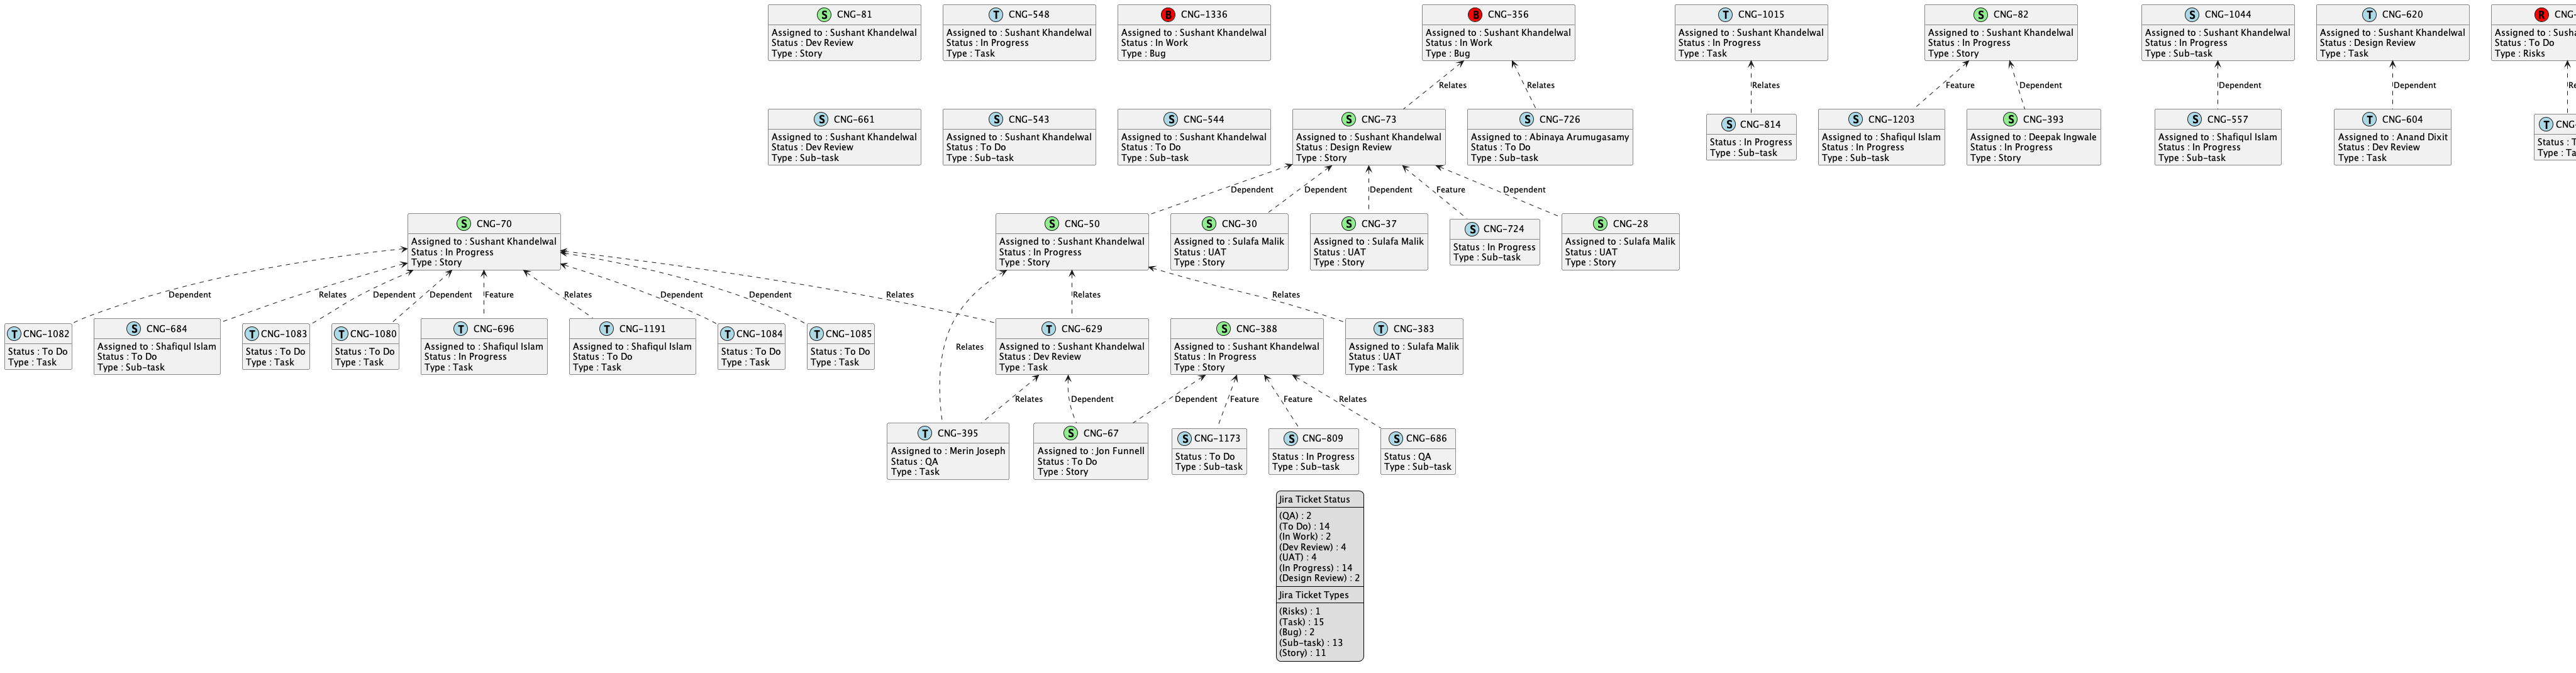 S CNG-81
Assigned to : Sushant Khandelwal
Status : Dev Review
Type : Story
T CNG-548
Assigned to : Sushant Khandelwal
Status : In Progress
Type : Task
B CNG-1336
Assigned to : Sushant Khandelwal
Status : In Work
Type : Bug
B CNG-356
Assigned to : Sushant Khandelwal
Status : In Work
Type : Bug
T CNG-1015
Assigned to : Sushant Khandelwal
Status : In Progress
Type : Task
S CNG-82
Assigned to : Sushant Khandelwal
Status : In Progress
Type : Story
S CNG-1044
Assigned to : Sushant Khandelwal
Status : In Progress
Type : Sub-task
T CNG-620
Assigned to : Sushant Khandelwal
Status : Design Review
Type : Task
R CNG-
Assigned to : Susha
Status : To Do
Type : Risks
Relates
Relates
Relates
Feature
Dependent
Dependent
Dependent
Re
S CNG-661
Assigned to : Sushant Khandelwal
Status : Dev Review
Type : Sub-task
S CNG-543
Assigned to : Sushant Khandelwal
Status : To Do
Type : Sub-task
S CNG-544
Assigned to : Sushant Khandelwal
Status : To Do
Type : Sub-task
S CNG-73
Assigned to : Sushant Khandelwal
Status : Design Review
Type : Story
S CNG-726
Assigned to : Abinaya Arumugasamy
Status : To Do
Type : Sub-task
S CNG-814
Status : In Progress
Type : Sub-task
S CNG-1203
Assigned to : Shafiqul Islam
Status : In Progress
Type : Sub-task
S CNG-393
Assigned to : Deepak Ingwale
Status : In Progress
Type : Story
S CNG-557
Assigned to : Shafiqul Islam
Status : In Progress
Type : Sub-task
T CNG-604
Assigned to : Anand Dixit
Status : Dev Review
Type : Task
T CNG
Status : T
Type : Ta
Dependent
Dependent
Dependent
Feature
Dependent
S CNG-70
Assigned to : Sushant Khandelwal
Status : In Progress
Type : Story
S CNG-50
Assigned to : Sushant Khandelwal
Status : In Progress
Type : Story
S CNG-30
Assigned to : Sulafa Malik
Status : UAT
Type : Story
S CNG-37
Assigned to : Sulafa Malik
Status : UAT
Type : Story
S CNG-724
Status : In Progress
Type : Sub-task
S CNG-28
Assigned to : Sulafa Malik
Status : UAT
Type : Story
Dependent
Relates
Dependent
Dependent
Feature
Relates
Dependent
Dependent
Relates
Relates
Relates
T CNG-1082
Status : To Do
Type : Task
S CNG-684
Assigned to : Shafiqul Islam
Status : To Do
Type : Sub-task
T CNG-1083
Status : To Do
Type : Task
T CNG-1080
Status : To Do
Type : Task
T CNG-696
Assigned to : Shafiqul Islam
Status : In Progress
Type : Task
T CNG-1191
Assigned to : Shafiqul Islam
Status : To Do
Type : Task
T CNG-1084
Status : To Do
Type : Task
T CNG-1085
Status : To Do
Type : Task
Relates
T CNG-629
Assigned to : Sushant Khandelwal
Status : Dev Review
Type : Task
S CNG-388
Assigned to : Sushant Khandelwal
Status : In Progress
Type : Story
T CNG-383
Assigned to : Sulafa Malik
Status : UAT
Type : Task
Relates
Dependent
Dependent
Feature
Feature
Relates
T CNG-395
Assigned to : Merin Joseph
Status : QA
Type : Task
S CNG-67
Assigned to : Jon Funnell
Status : To Do
Type : Story
S CNG-1173
Status : To Do
Type : Sub-task
S CNG-809
Status : In Progress
Type : Sub-task
S CNG-686
Status : QA
Type : Sub-task
Jira Ticket Status
(QA) : 2
(To Do) : 14
(In Work) : 2
(Dev Review) : 4
(UAT) : 4
(In Progress) : 14
(Design Review) : 2
Jira Ticket Types
(Risks) : 1
(Task) : 15
(Bug) : 2
(Sub-task) : 13
(Story) : 11